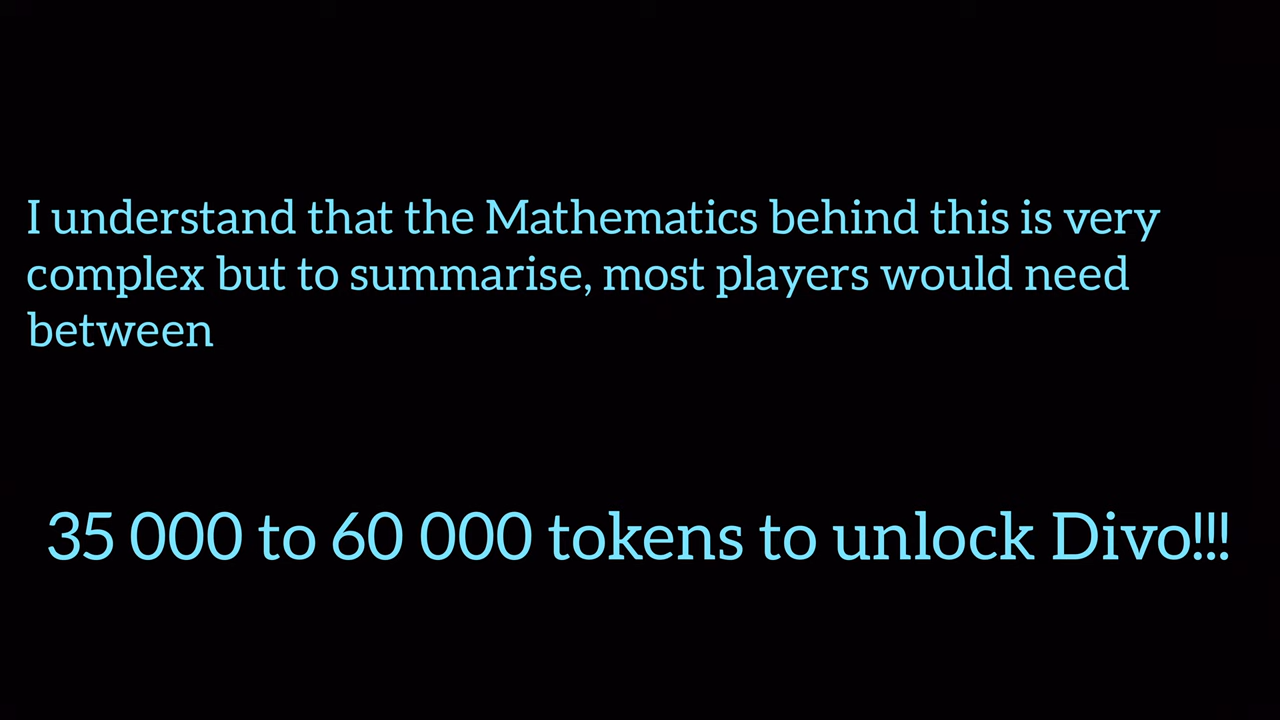 I understand that the Mathematics behind this is very
complex but to summarise, most players would need
between
35 000 to 60 000 tokens to unlock Divo!!!